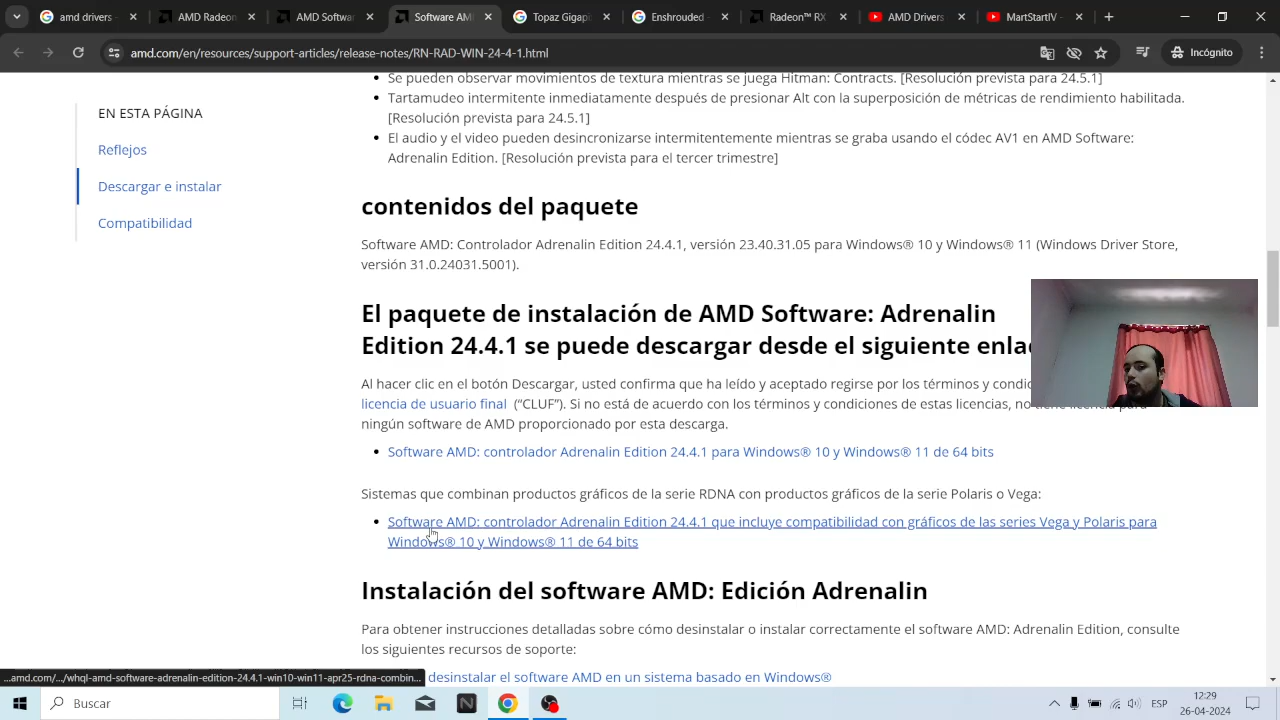 AMD Radeon
AMD Radeon
Topaz Gigap
Enshrouded
Radeon™ RX
AMD Drivers
MartStartIV -
amd.com/en/resources/support-articles/release-notes/RN-RAD-WIN-24-4-1.html
Incógnito
EN ESTA PÁGINA
Reflejos
Descargar e instalar
Compatibilidad
Se pueden observar movimientos de textura mientras se juega Hitman: Contracts. [Resolución prevista para 24.5.1]
Tartamudeo intermitente inmediatamente después de presionar Alt con la superposición de métricas de rendimiento habilitada.
[Resolución prevista para 24.5.1]
El audio y el video pueden desincronizarse intermitentemente mientras se graba usando el códec AV1 en AMD Software:
Adrenalin Edition. [Resolución prevista para el tercer trimestre]
contenidos del paquete
Software AMD: Controlador Adrenalin Edition 24.4.1, versión 23.40.31.05 para Windows® 10 y Windows® 11 (Windows Driver Store,
versión 31.0.24031.5001).
El paquete de instalación de AMD Software: Adrenalin
Edition 24.4.1 se puede descargar desde el siguiente
Al hacer clic en el botón Descargar, usted confirma que ha leído y aceptado regirse por los términos y
licencia de usuario final (“CLUF”). Si no está de acuerdo con los términos y condiciones de estas licencias, no tiene licencia para
ningún software de AMD proporcionado por esta descarga.
Software AMD: controlador Adrenalin Edition 24.4.1 para Windows® 10 y Windows® 11 de 64 bits
Sistemas que combinan productos gráficos de la serie RDNA con productos gráficos de la serie Polaris o Vega:
Software AMD: controlador Adrenalin Edition 24.4.1 que incluye compatibilidad con gráficos de las series Vega y Polaris para
Windows® 10 y Windows® 11 de 64 bits
Instalación del software AMD: Edición Adrenalin
Para obtener instrucciones detalladas sobre cómo desinstalar o instalar correctamente el software AMD: Adrenalin Edition, consulte
los siguientes recursos de soporte:
desinstalar el software AMD en un sistema basado en Windows®
...amd.com/.../whql-amd-software-adrenalin-edition-24.4.1-win10-win11-apr25-rdna-combin...
Buscar
12:29
26-04-2024